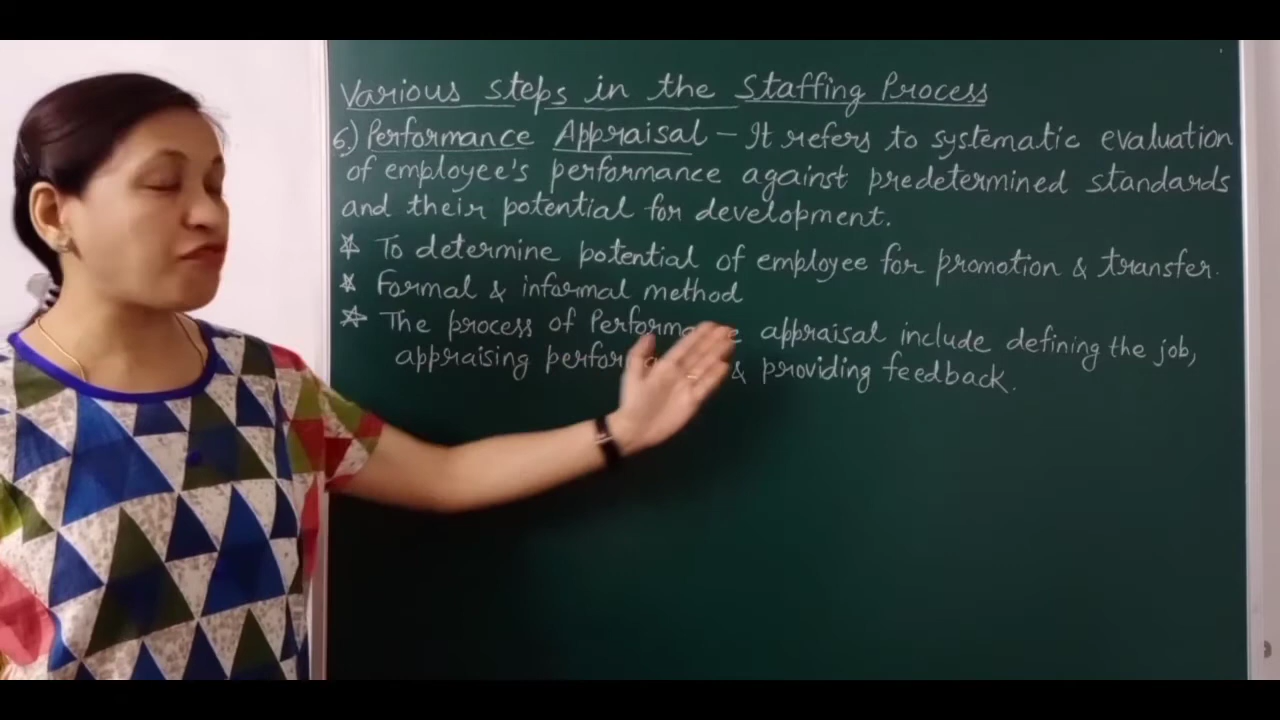 Various steps in the Staffing Process
6.) Performance Appraisal – It refers to systematic evaluation
of employee's performance against predetermined standards
and their potential for development.
* To determine potential of employee for promotion & transfer.
* Formal & informal method
* The process of Performance appraisal include defining the job,
appraising & providing feedback.